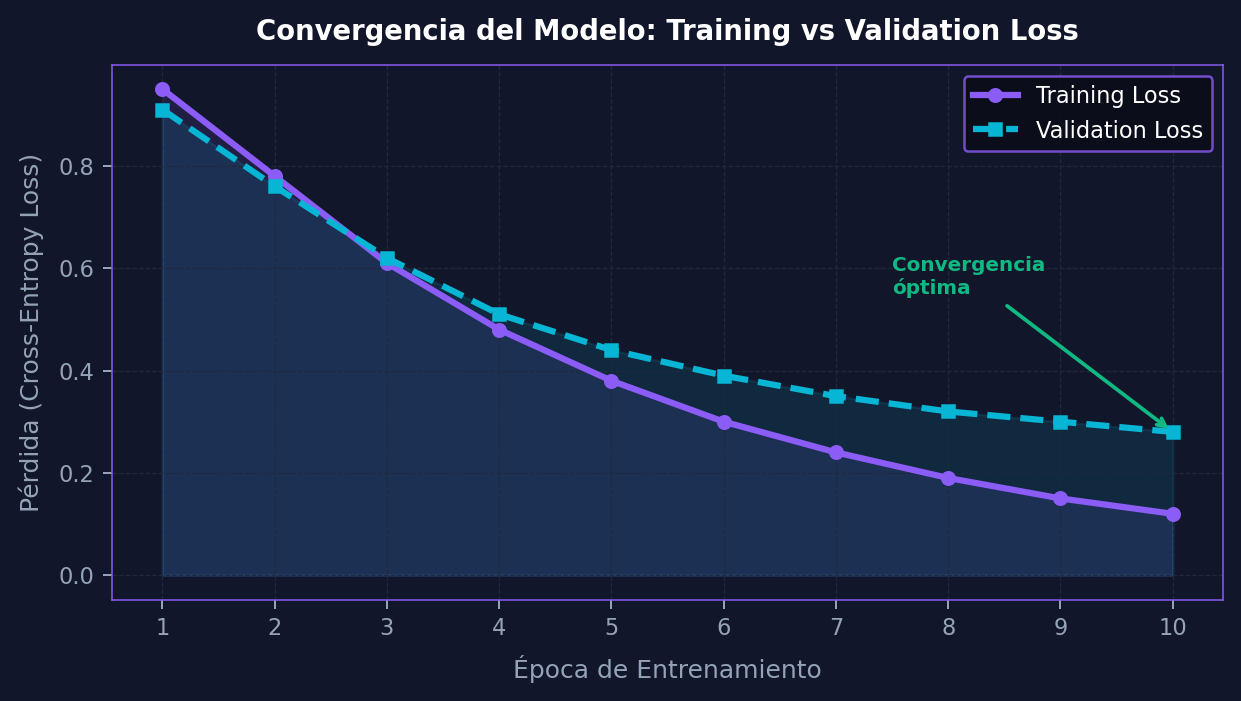 Convergencia del Modelo: Training vs Validation Loss
Training Loss
Validation Loss
Convergencia
óptima
Pérdida (Cross-Entropy Loss)
0.8
0.6
0.4
0.2
0.0
1 2 3 4 5 6 7 8 9 10
Época de Entrenamiento